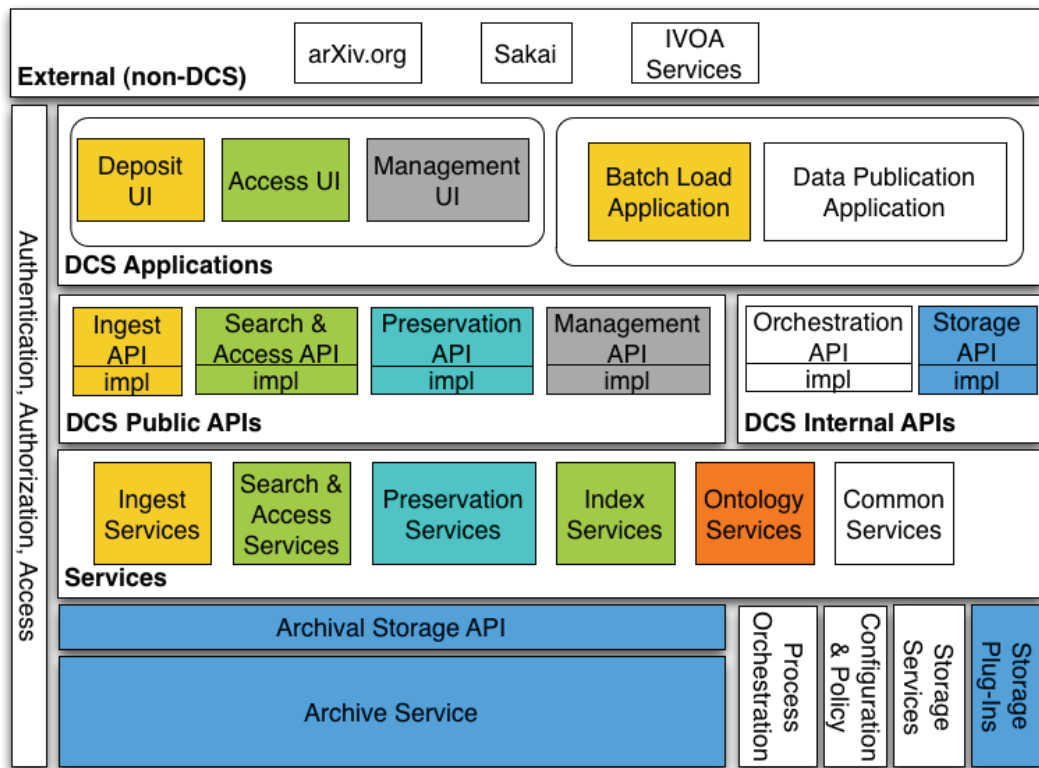 arXiv.org
Sakai
IVOA
Services
External (non-DCS)
Authentication, Authorization, Access
Deposit
UI
Access UI
Management
UI
Batch Load
Application
Data Publication
Application
DCS Applications
Ingest
API
impl
Search &
Access API
impl
Preservation
API
impl
Management
API
impl
DCS Public APIs
Orchestration
API
impl
Storage
API
impl
DCS Internal APIs
Ingest
Services
Search &
Access
Services
Preservation
Services
Index
Services
Ontology
Services
Common
Services
Services
Archival Storage API
Archive Service
Process
Orchestration
Configuration
& Policy
Storage
Services
Storage
Plug-Ins